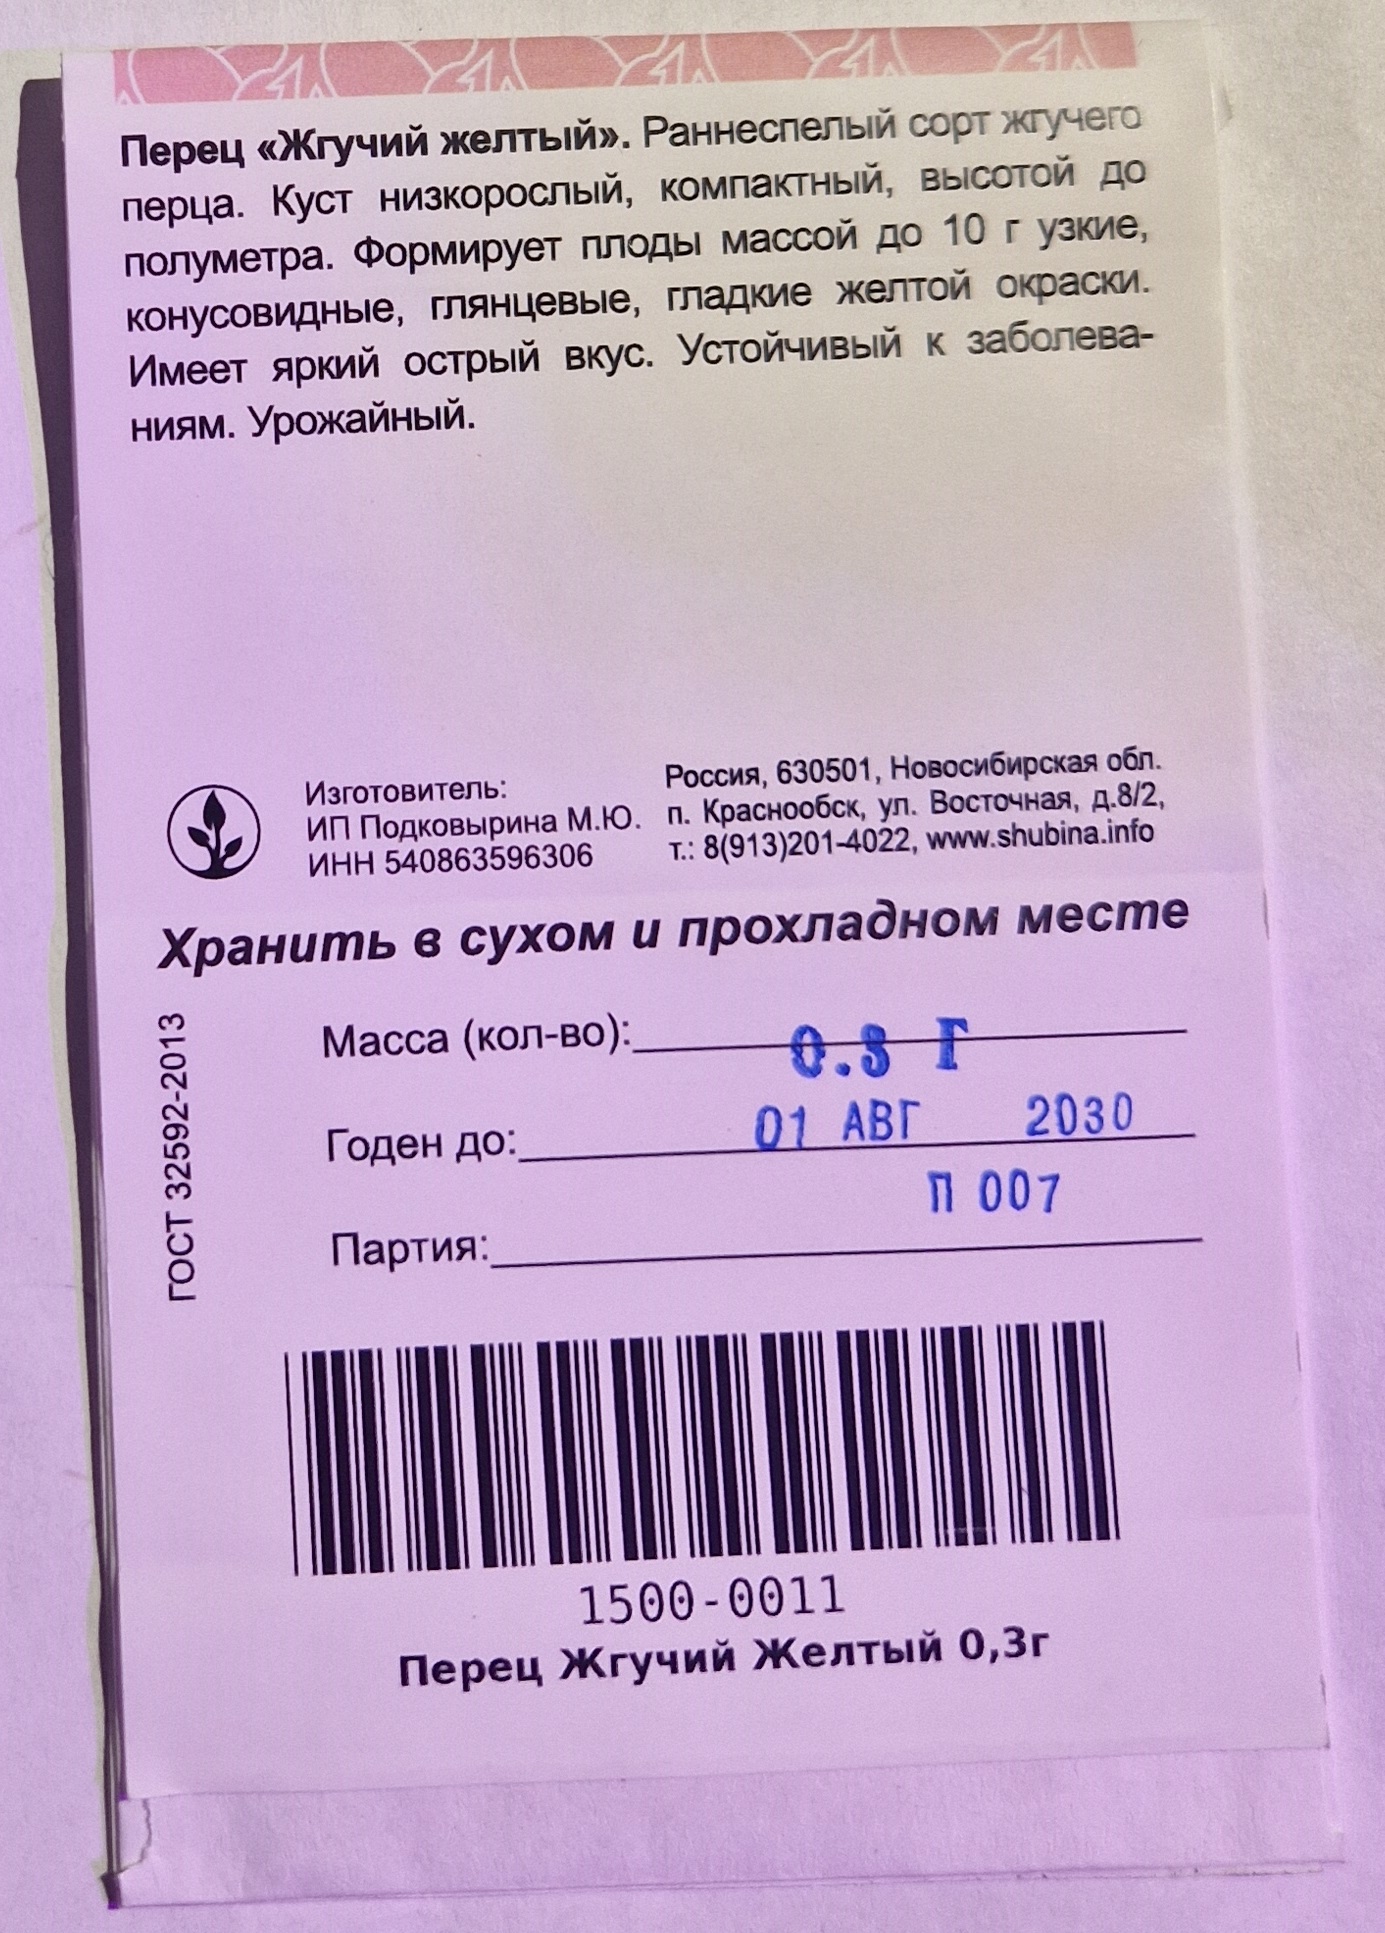 Перец «Жгучий желтый». Раннеспелый сорт жгучего
перца. Куст низкорослый, компактный, высотой до
полуметра. Формирует плоды массой до 10 г узкие,
конусовидные, глянцевые, гладкие желтой окраски.
Имеет яркий острый вкус. Устойчивый к заболева-
ниям. Урожайный.
Изготовитель:
ИП Подковырина М.Ю.
ИНН 540863596306
Россия, 630501, Новосибирская обл.
п. Краснообск, ул. Восточная, д.8/2,
т.: 8(913)201-4022, www.shubina.info
Хранить в сухом и прохладном месте
ГОСТ 32592-2013
Масса (кол-во): 0.3 Г
Годен до: 01 АВГ 2030
П 007
Партия:
1500-0011
Перец Жгучий Желтый 0,3г